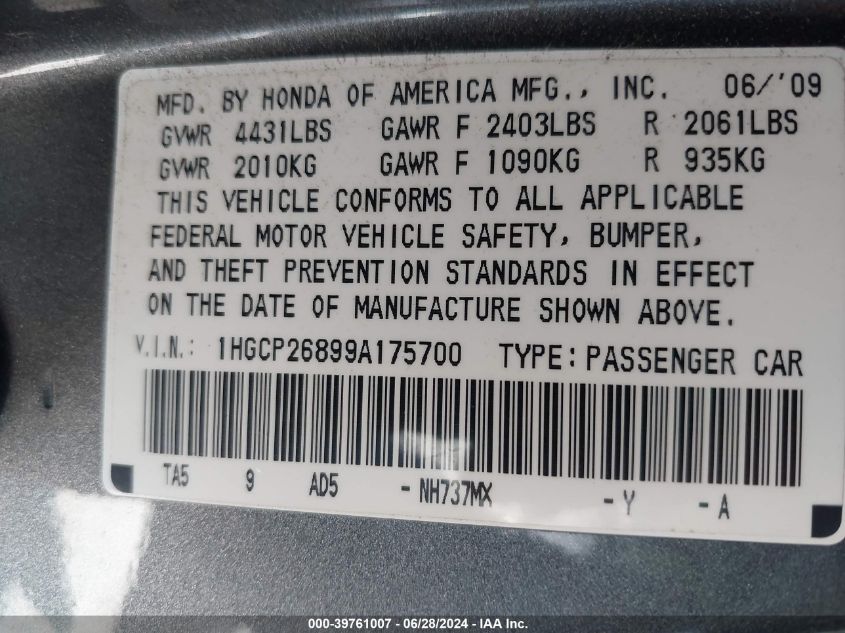 MFD. BY HONDA OF AMERICA MFG., INC. 06/'09
GVWR 4431LBS GAWR F 2403LBS R 2061LBS
GVWR 2010KG GAWR F 1090KG R 935KG
THIS VEHICLE CONFORMS TO ALL APPLICABLE
FEDERAL MOTOR VEHICLE SAFETY, BUMPER,
AND THEFT PREVENTION STANDARDS IN EFFECT
ON THE DATE OF MANUFACTURE SHOWN ABOVE.
V.I.N.: 1HGCP26899A175700 TYPE: PASSENGER CAR
TA5 9 AD5 - NH737MX - Y - A
000-39761007 - 06/28/2024 - IAA Inc.